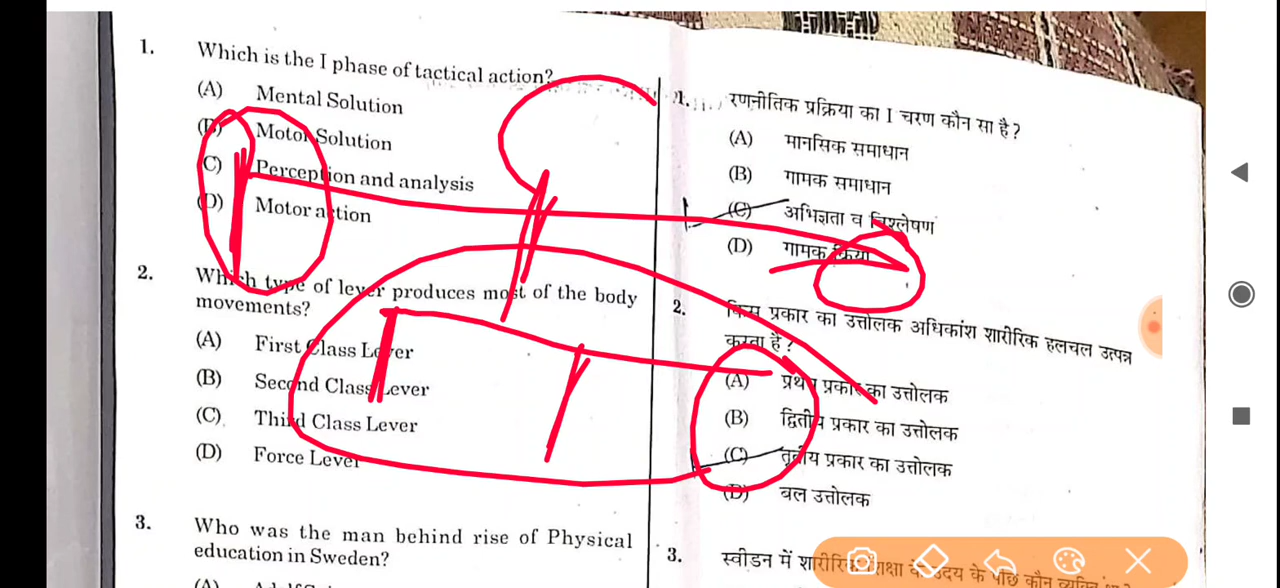 1. Which is the I phase of tactical action?
(A) Mental Solution
(B) Motor Solution
(C) Perception and analysis
(D) Motor action
2. Which type of lever produces most of the body
movements?
(A) First Class Lever
(B) Second Class Lever
(C) Third Class Lever
(D) Force Lever
3. Who was the man behind rise of Physical
education in Sweden?
(A)
1. रणनीतिक प्रक्रिया का I चरण कौन सा है?
(A) मानसिक समाधान
(B) गामक समाधान
(C) अभिज्ञता व विश्लेषण
(D) गामक क्रिया
2. किस प्रकार का उत्तोलक अधिकांश शारीरिक हलचल उत्पन्न
करता है?
(A) प्रथम प्रकार का उत्तोलक
(B) द्वितीय प्रकार का उत्तोलक
(C) तृतीय प्रकार का उत्तोलक
(D) बल उत्तोलक
3. स्वीडन में शारीरिक शिक्षा के उदय के पीछे कौन व्यक्ति